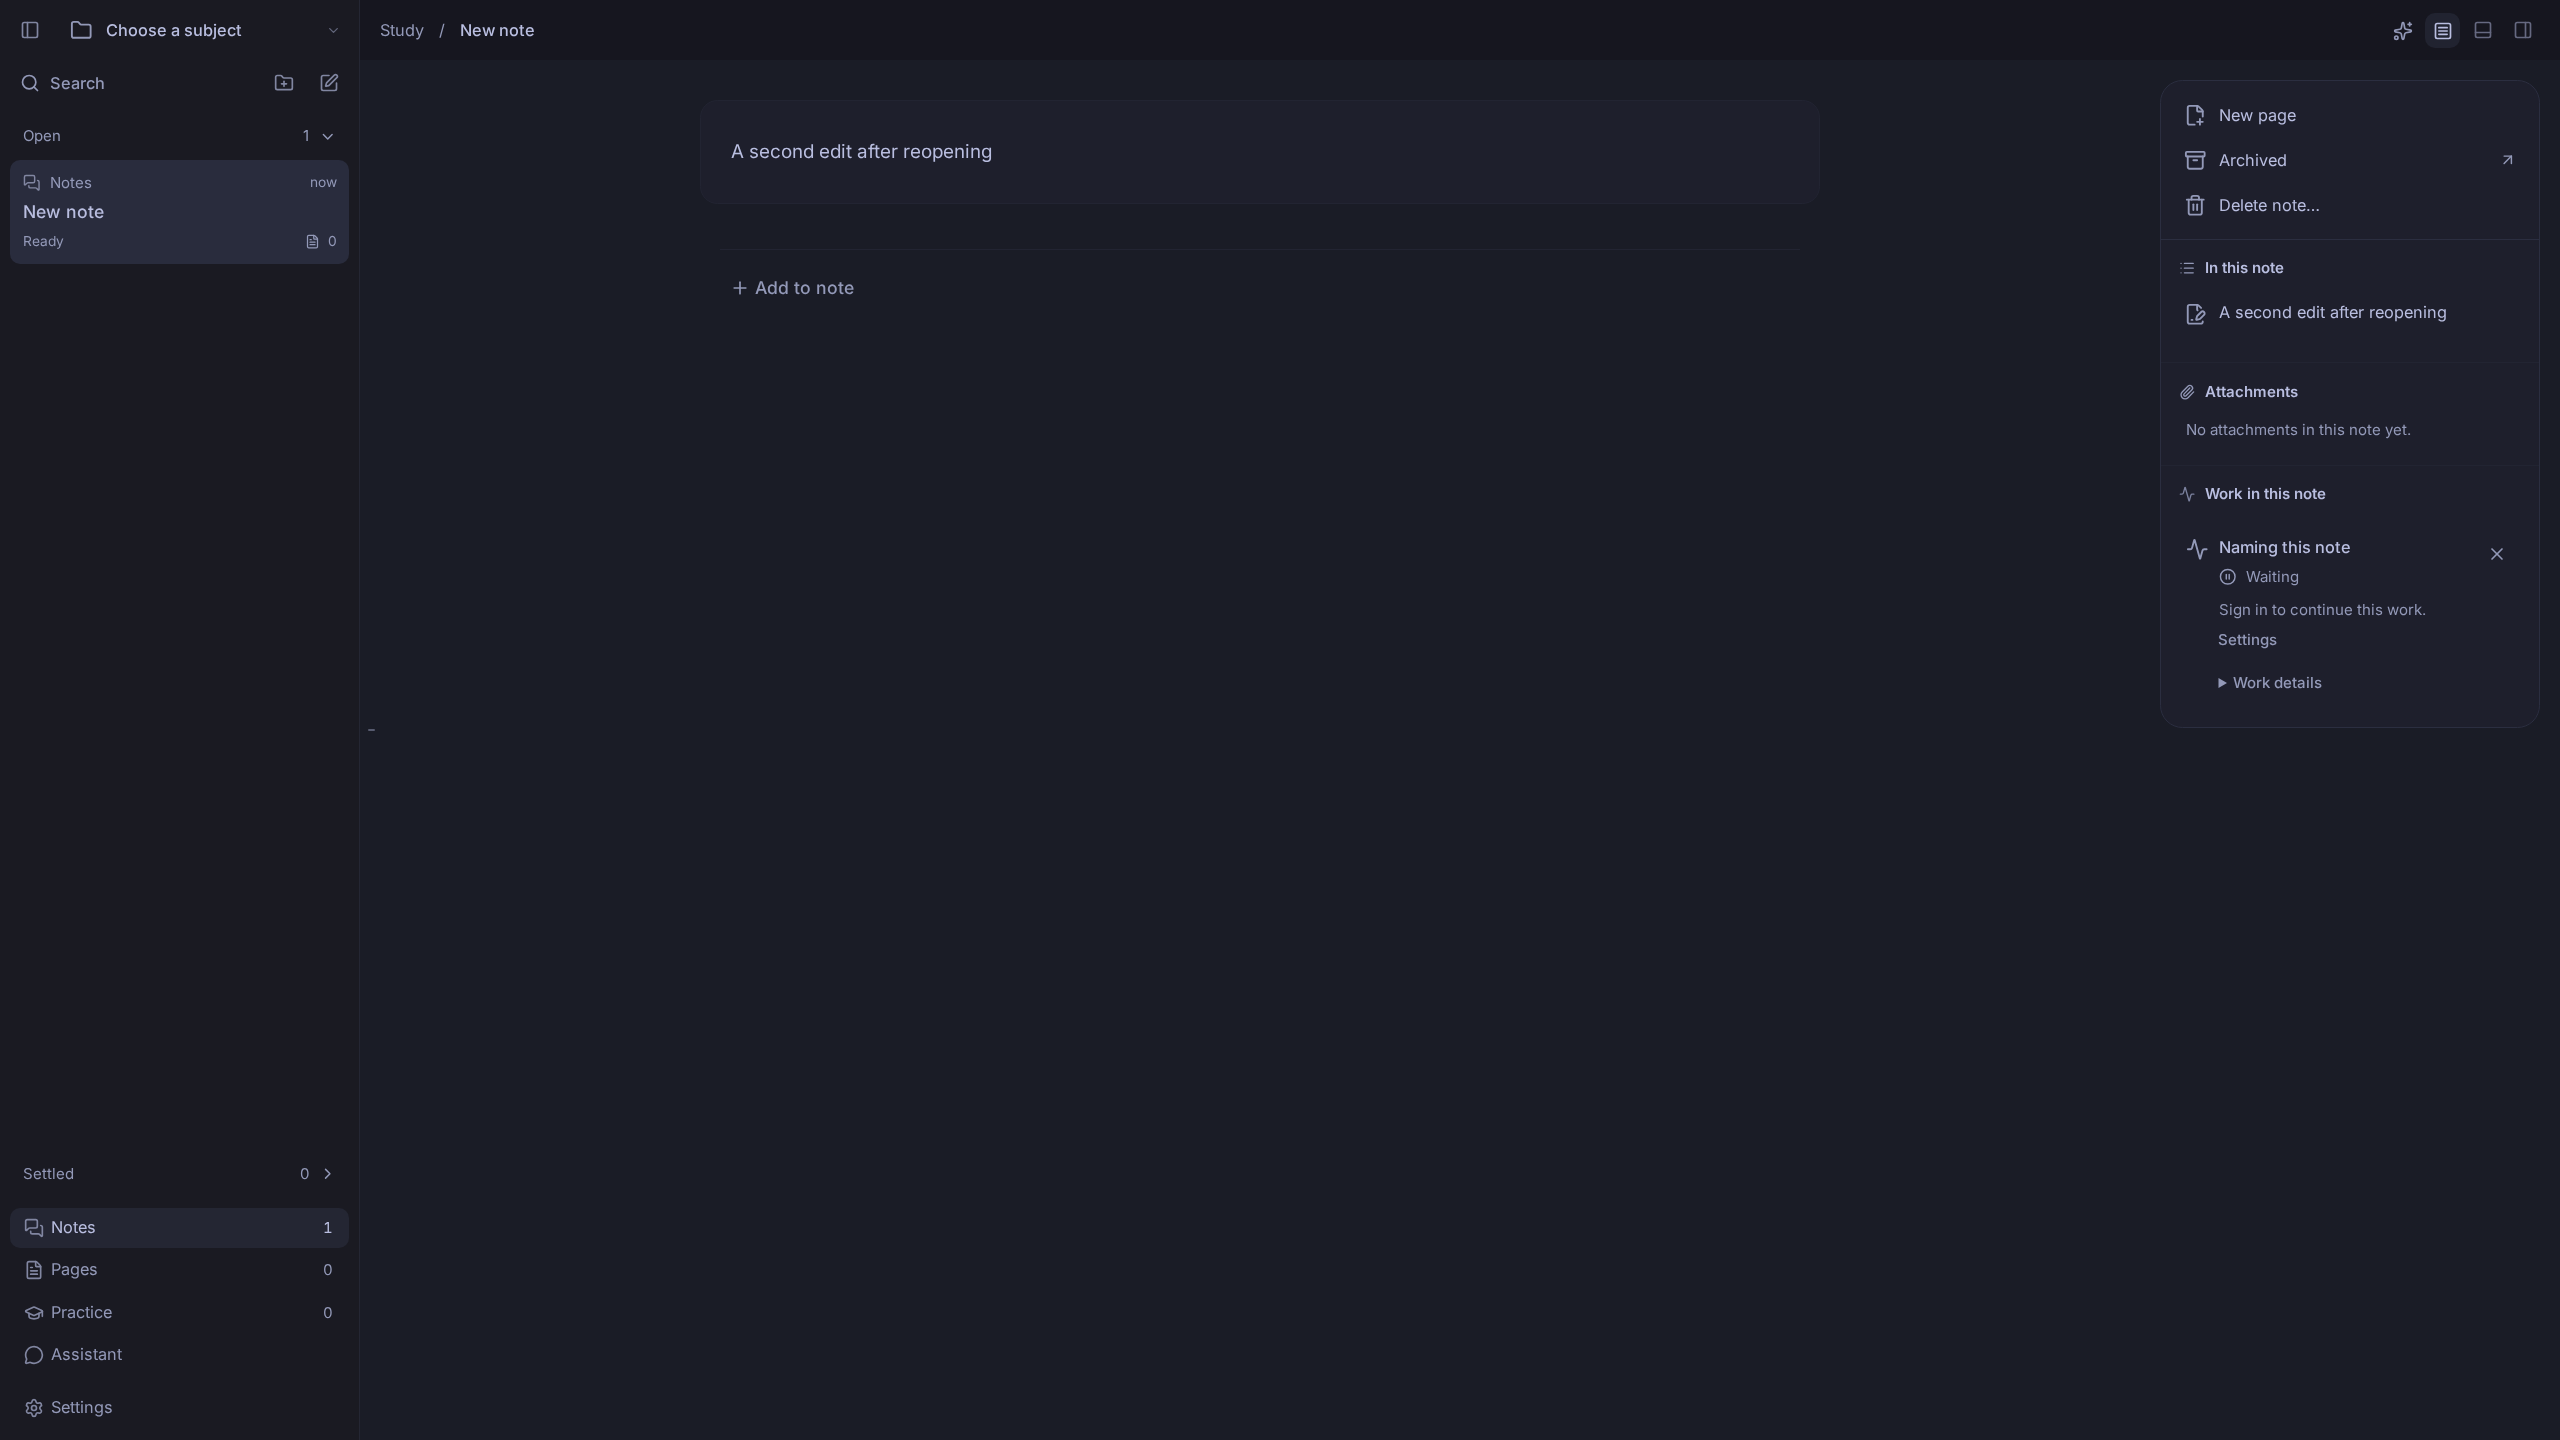 Choose a subject
Study / New note
Search
Open 1
Notes now
New note
Ready 0
A second edit after reopening
+ Add to note
New page
Archived
Delete note...
In this note
A second edit after reopening
Attachments
No attachments in this note yet.
Work in this note
Naming this note
Waiting
Sign in to continue this work.
Settings
Work details
Settled 0
Notes 1
Pages 0
Practice 0
Assistant
Settings